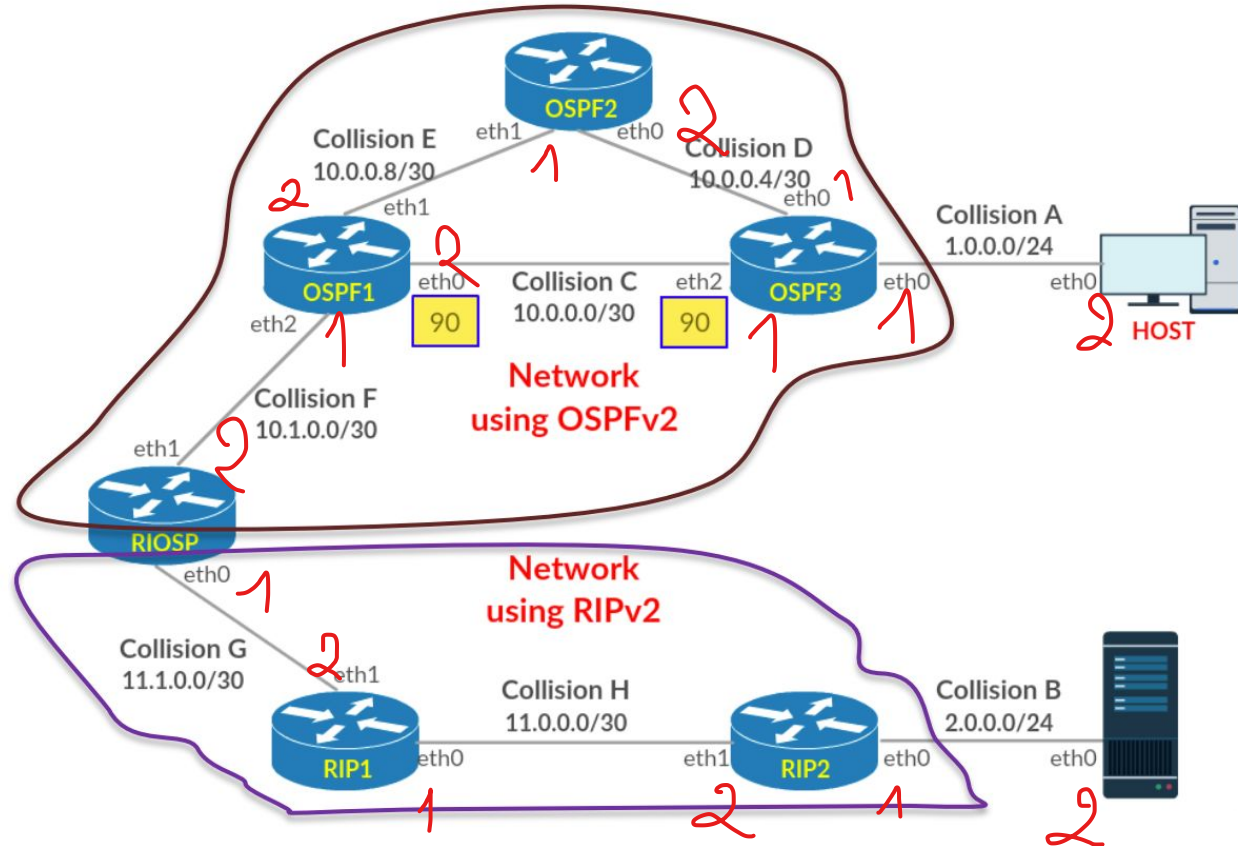 OSPF2
eth1
eth0
2
Collision E
10.0.0.8/30
1
Collision D
10.0.0.4/30
2
eth1
1
eth0
OSPF1
2
eth0
90
eth2
1
Collision C
10.0.0.0/30
eth2
90
OSPF3
1
eth0
1
Collision A
1.0.0.0/24
eth0
2
HOST
Network
using OSPFv2
Collision F
10.1.0.0/30
eth1
2
RIOSP
eth0
1
Network
using RIPv2
Collision G
11.1.0.0/30
2
eth1
RIP1
eth0
1
Collision H
11.0.0.0/30
eth1
2
RIP2
eth0
1
Collision B
2.0.0.0/24
eth0
2